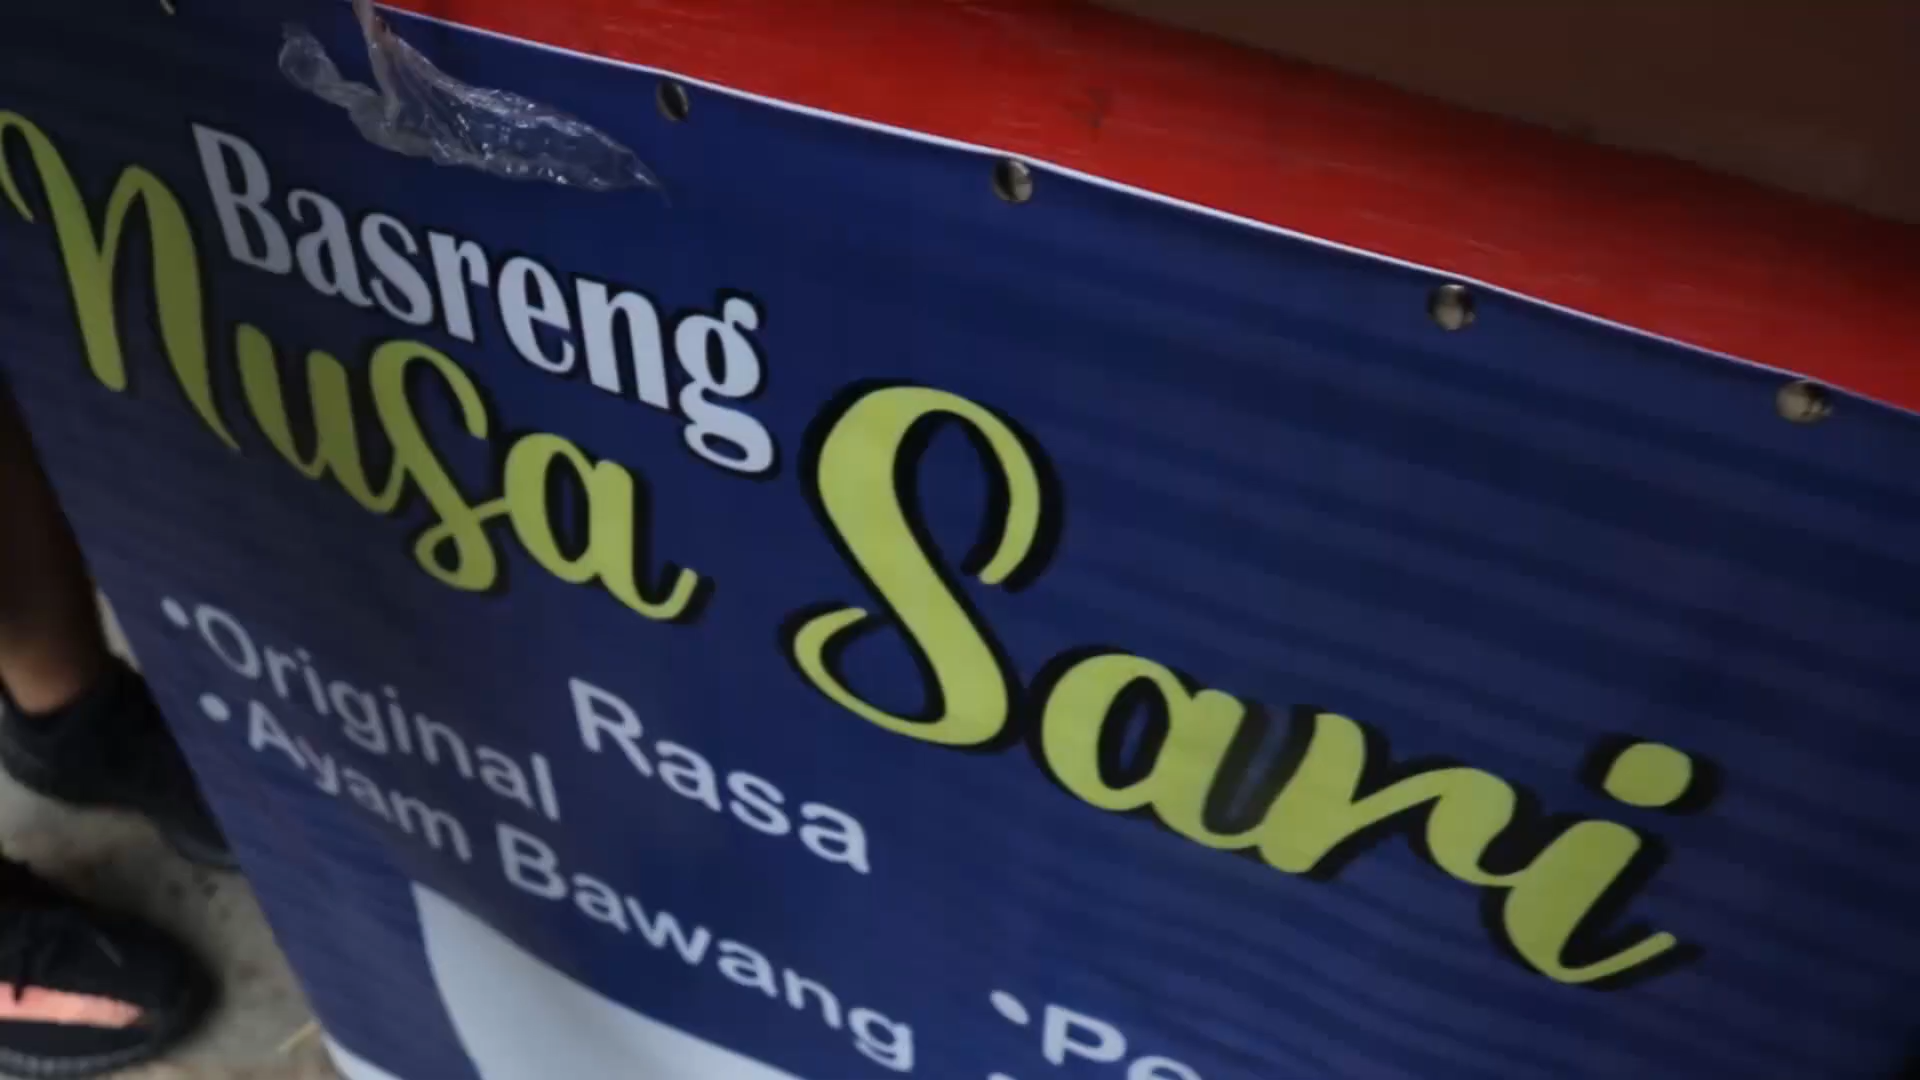 Basreng
Nusa Sari
Rasa
•Original
•Ayam Bawang